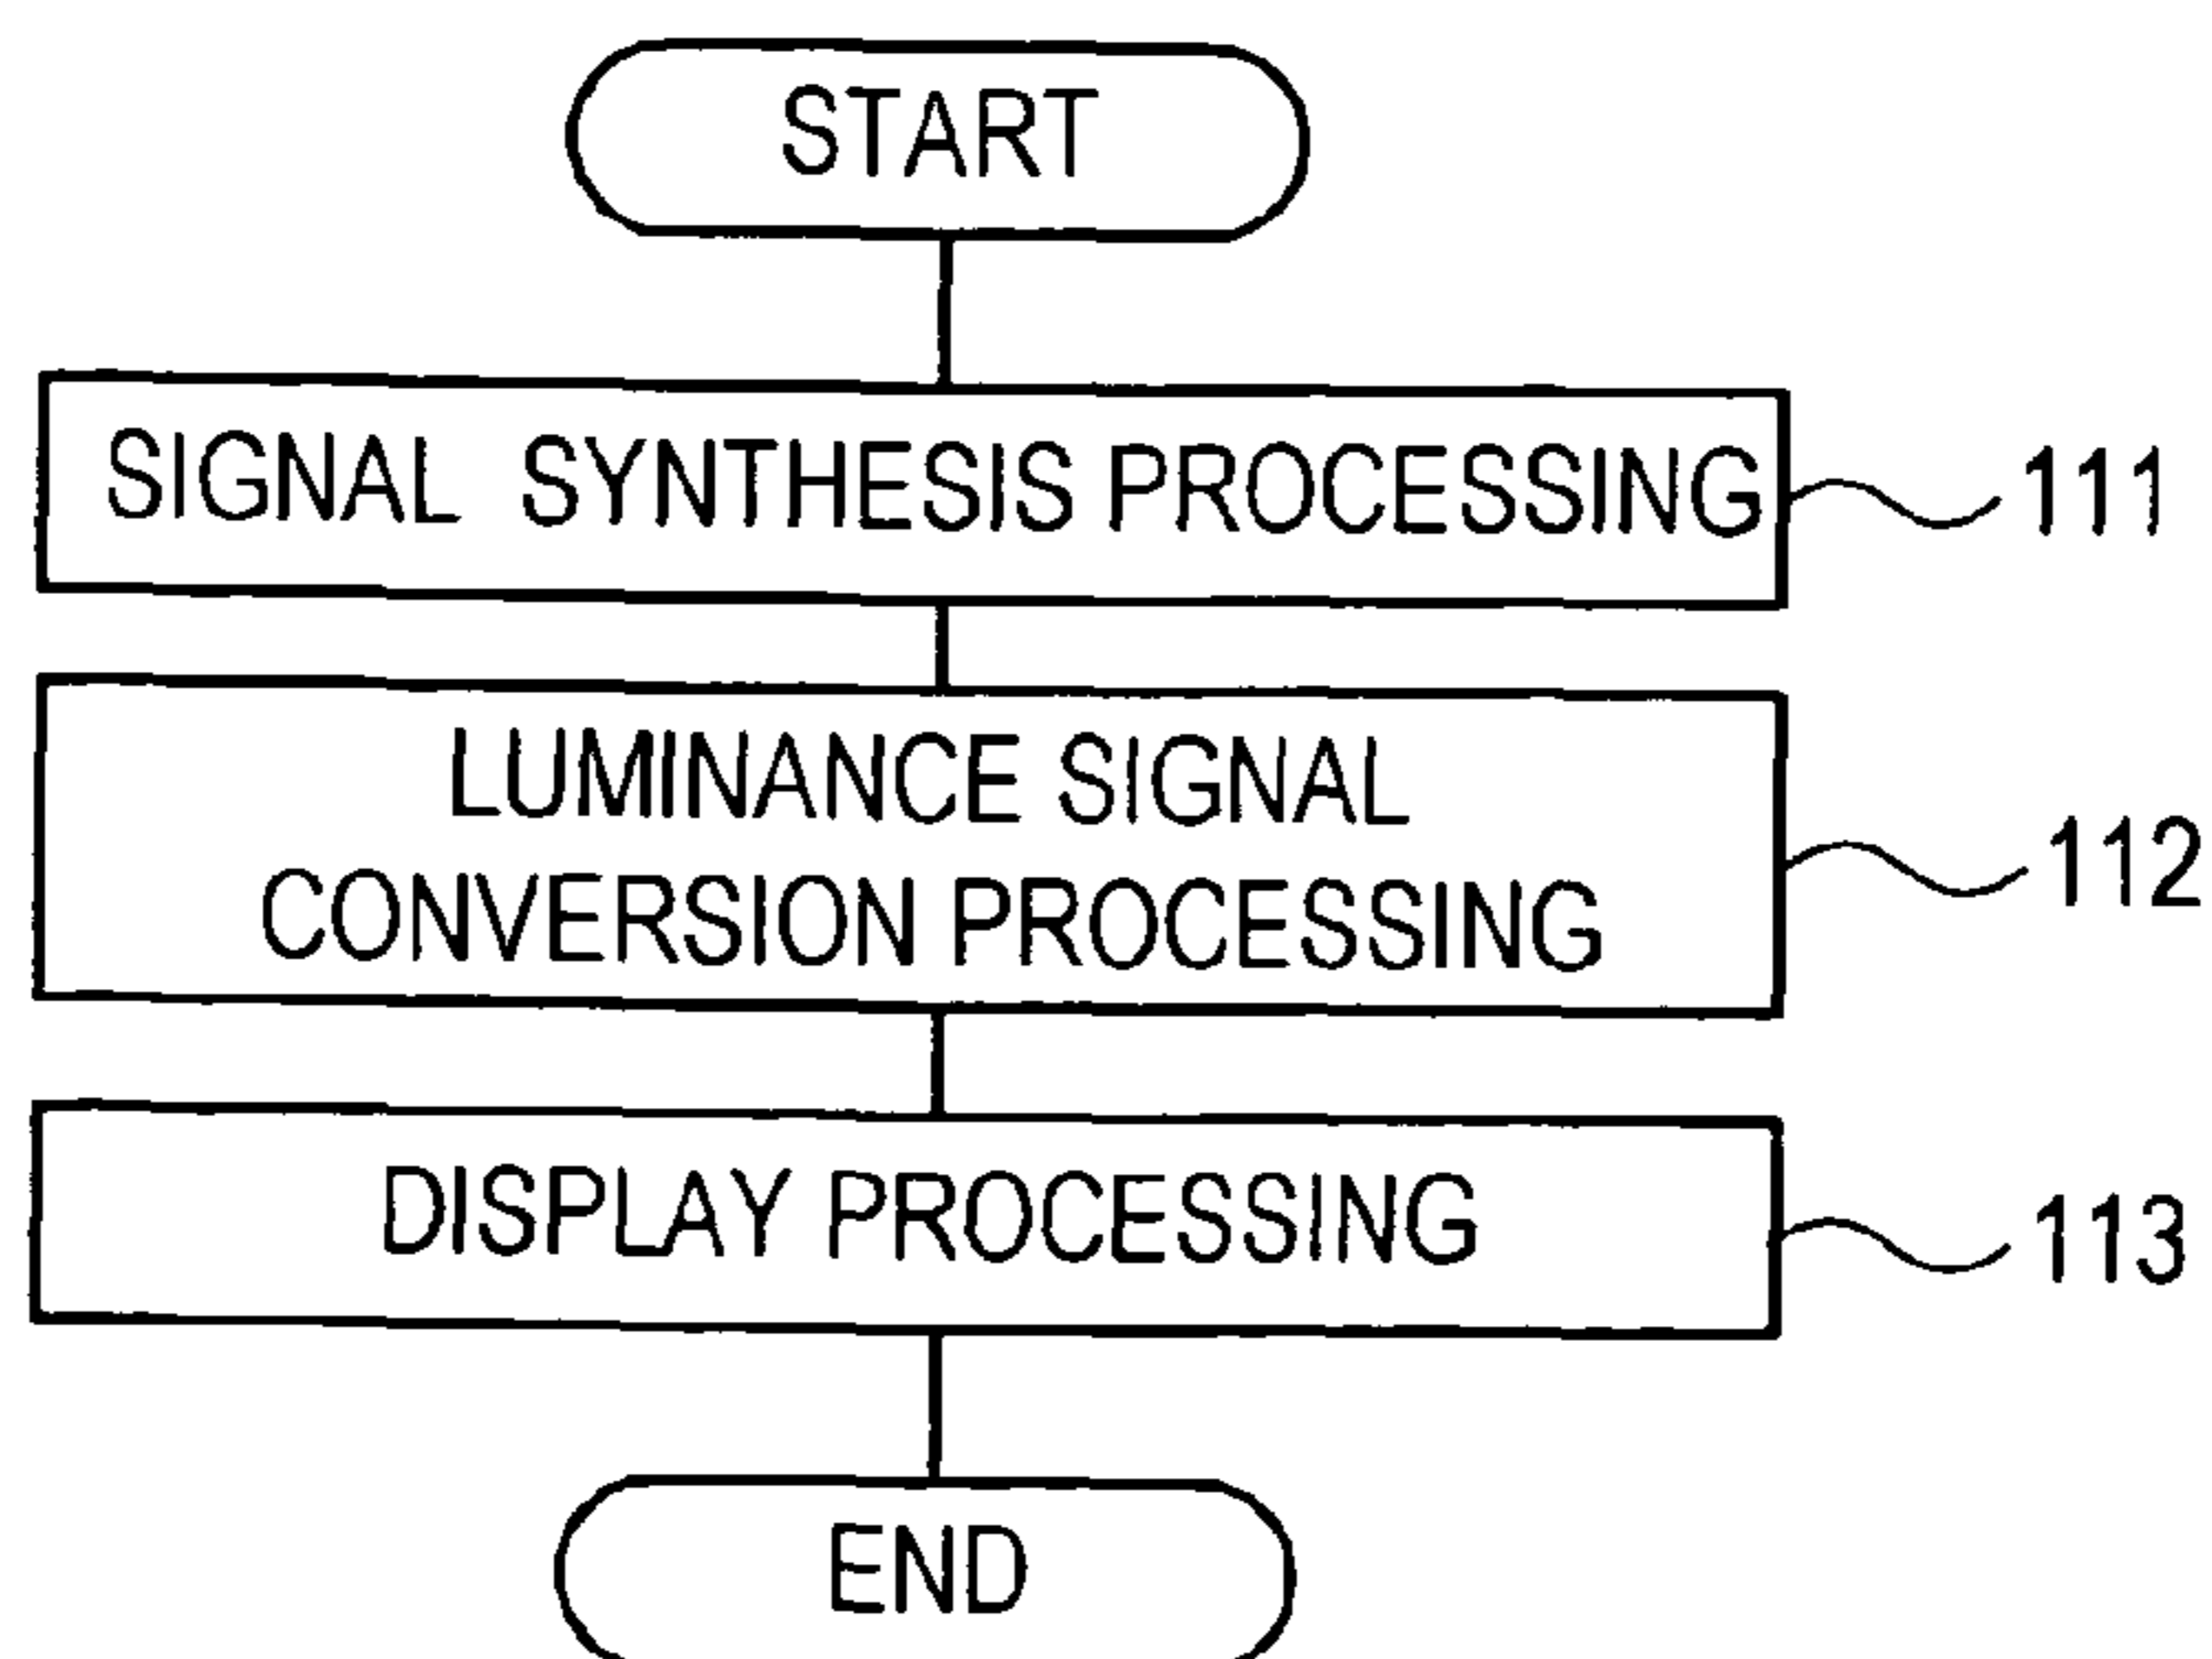 START
SIGNAL SYNTHESIS PROCESSING
111
LUMINANCE SIGNAL
CONVERSION PROCESSING
112
DISPLAY PROCESSING
113
END